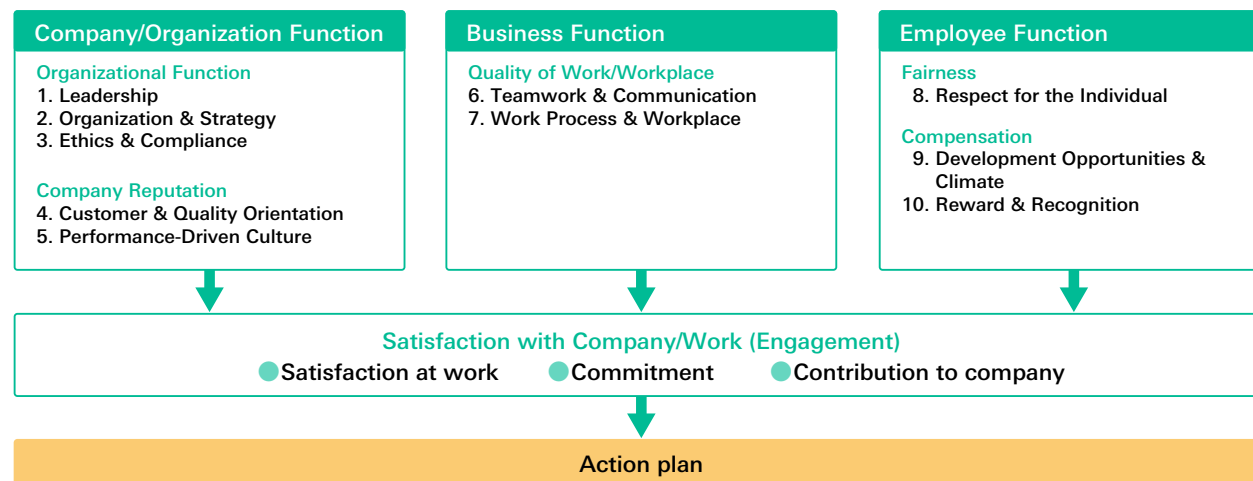 Company/Organization Function
Organizational Function
1. Leadership
2. Organization & Strategy
3. Ethics & Compliance
Company Reputation
4. Customer & Quality Orientation
5. Performance-Driven Culture
Business Function
Quality of Work/Workplace
6. Teamwork & Communication
7. Work Process & Workplace
Employee Function
Fairness
8. Respect for the Individual
Compensation
9. Development Opportunities &
Climate
10. Reward & Recognition
Satisfaction with Company/Work (Engagement)
Satisfaction at work Commitment Contribution to company
Action plan